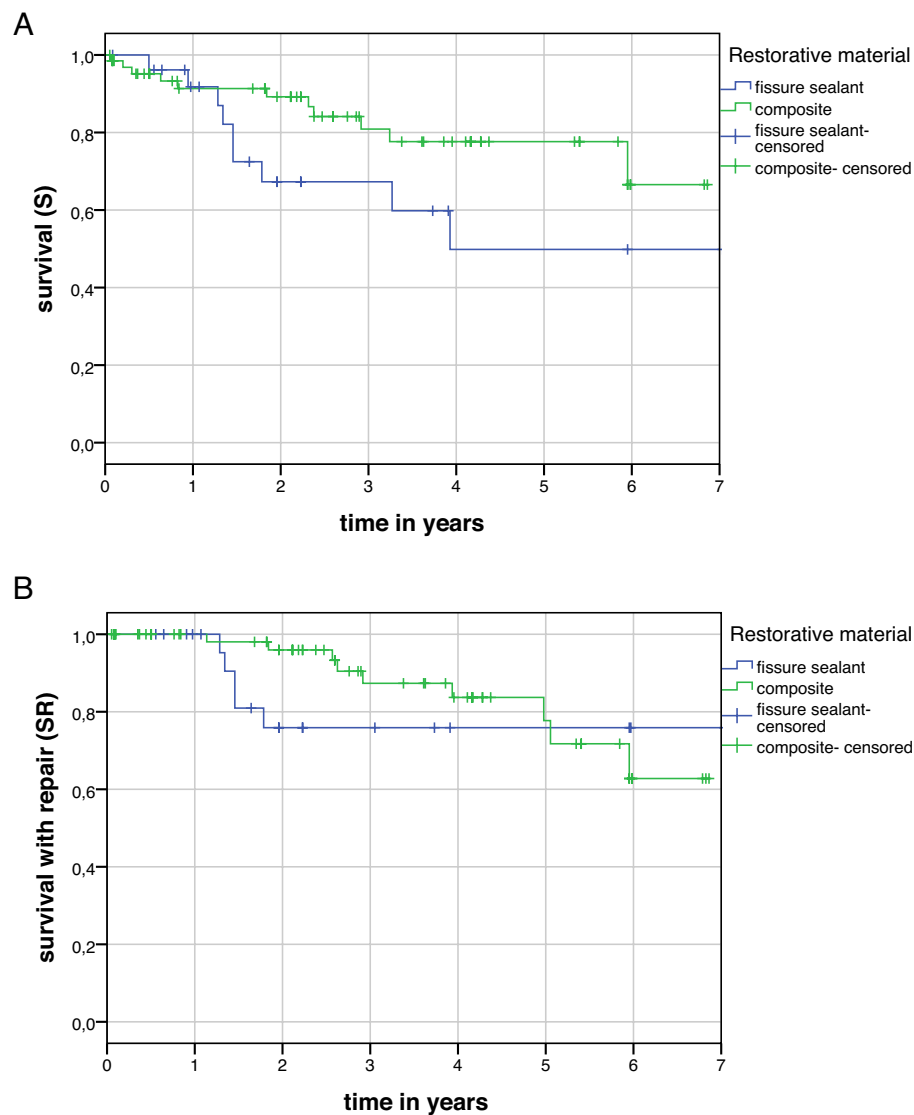 A
Restorative material
fissure sealant
composite
fissure sealant-
censored
composite- censored
survival (S)
1,0
0,8
0,6
0,4
0,2
0,0
0 1 2 3 4 5 6 7
time in years
B
Restorative material
fissure sealant
composite
fissure sealant-
censored
composite- censored
survival with repair (SR)
1,0
0,8
0,6
0,4
0,2
0,0
0 1 2 3 4 5 6 7
time in years